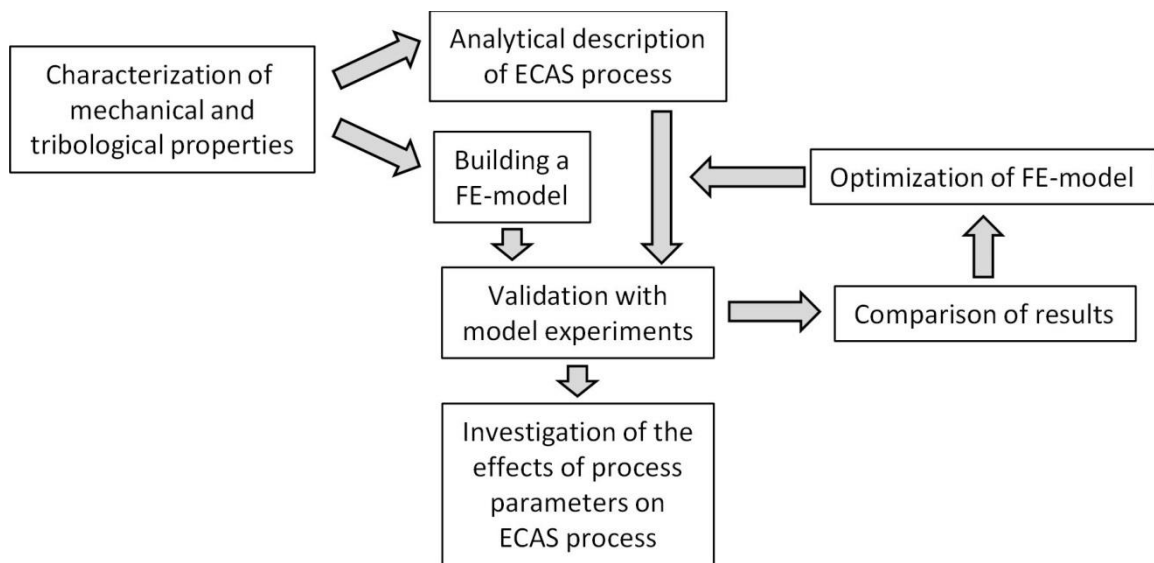 Characterization of
mechanical and
tribological properties
Analytical description
of ECAS process
Building a
FE-model
Optimization of FE-model
Validation with
model experiments
Comparison of results
Investigation of the
effects of process
parameters on
ECAS process